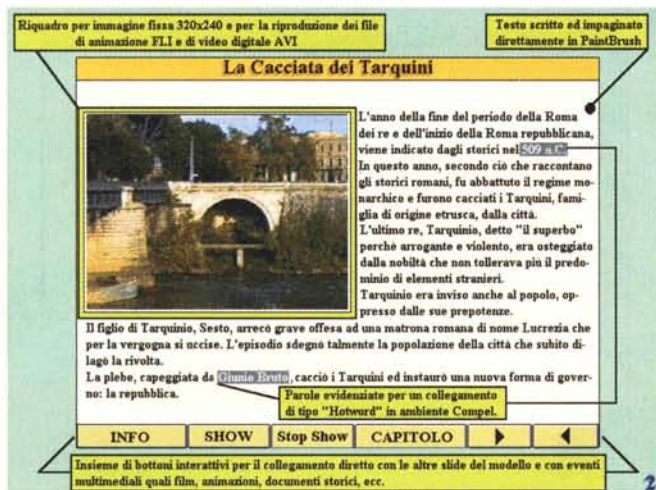 Riquadro per immagine fissa 320x240 e per la riproduzione dei file
di animazione FLI e di video digitale AVI
Testo scritto ed impaginato
direttamente in PaintBrush
La Cacciata dei Tarquini
L'anno della fine del periodo della Roma
dei re e dell'inizio della Roma repubblicana,
viene indicato dagli storici nel 509 a.C.
In questo anno, secondo ciò che raccontano
gli storici romani, fu abbattuto il regime mo-
narchico e furono cacciati i Tarquini, fami-
glia di origine etrusca, dalla città.
L'ultimo re, Tarquinio, detto "il superbo"
perchè arrogante e violento, era osteggiato
dalla nobiltà che non tollerava più il predo-
minio di elementi stranieri.
Tarquinio era inviso anche al popolo, op-
presso dalle sue prepotenze.
Il figlio di Tarquinio, Sesto, arrecò grave offesa ad una matrona romana di nome Lucrezia che
per la vergogna si uccise. L'episodio sdegnò talmente la popolazione della città che subito di-
lagò la rivolta.
La plebe, capeggiata da Giunio Bruto, cacciò i Tarquini ed instaurò una nuova forma di gover-
no: la repubblica.
Parole evidenziate per un collegamento
di tipo "Hotword" in ambiente Compel.
INFO SHOW Stop Show CAPITOLO
Insieme di bottoni interattivi per il collegamento diretto con le altre slide del modello e con eventi
multimediali quali film, animazioni, documenti storici, ecc.
2